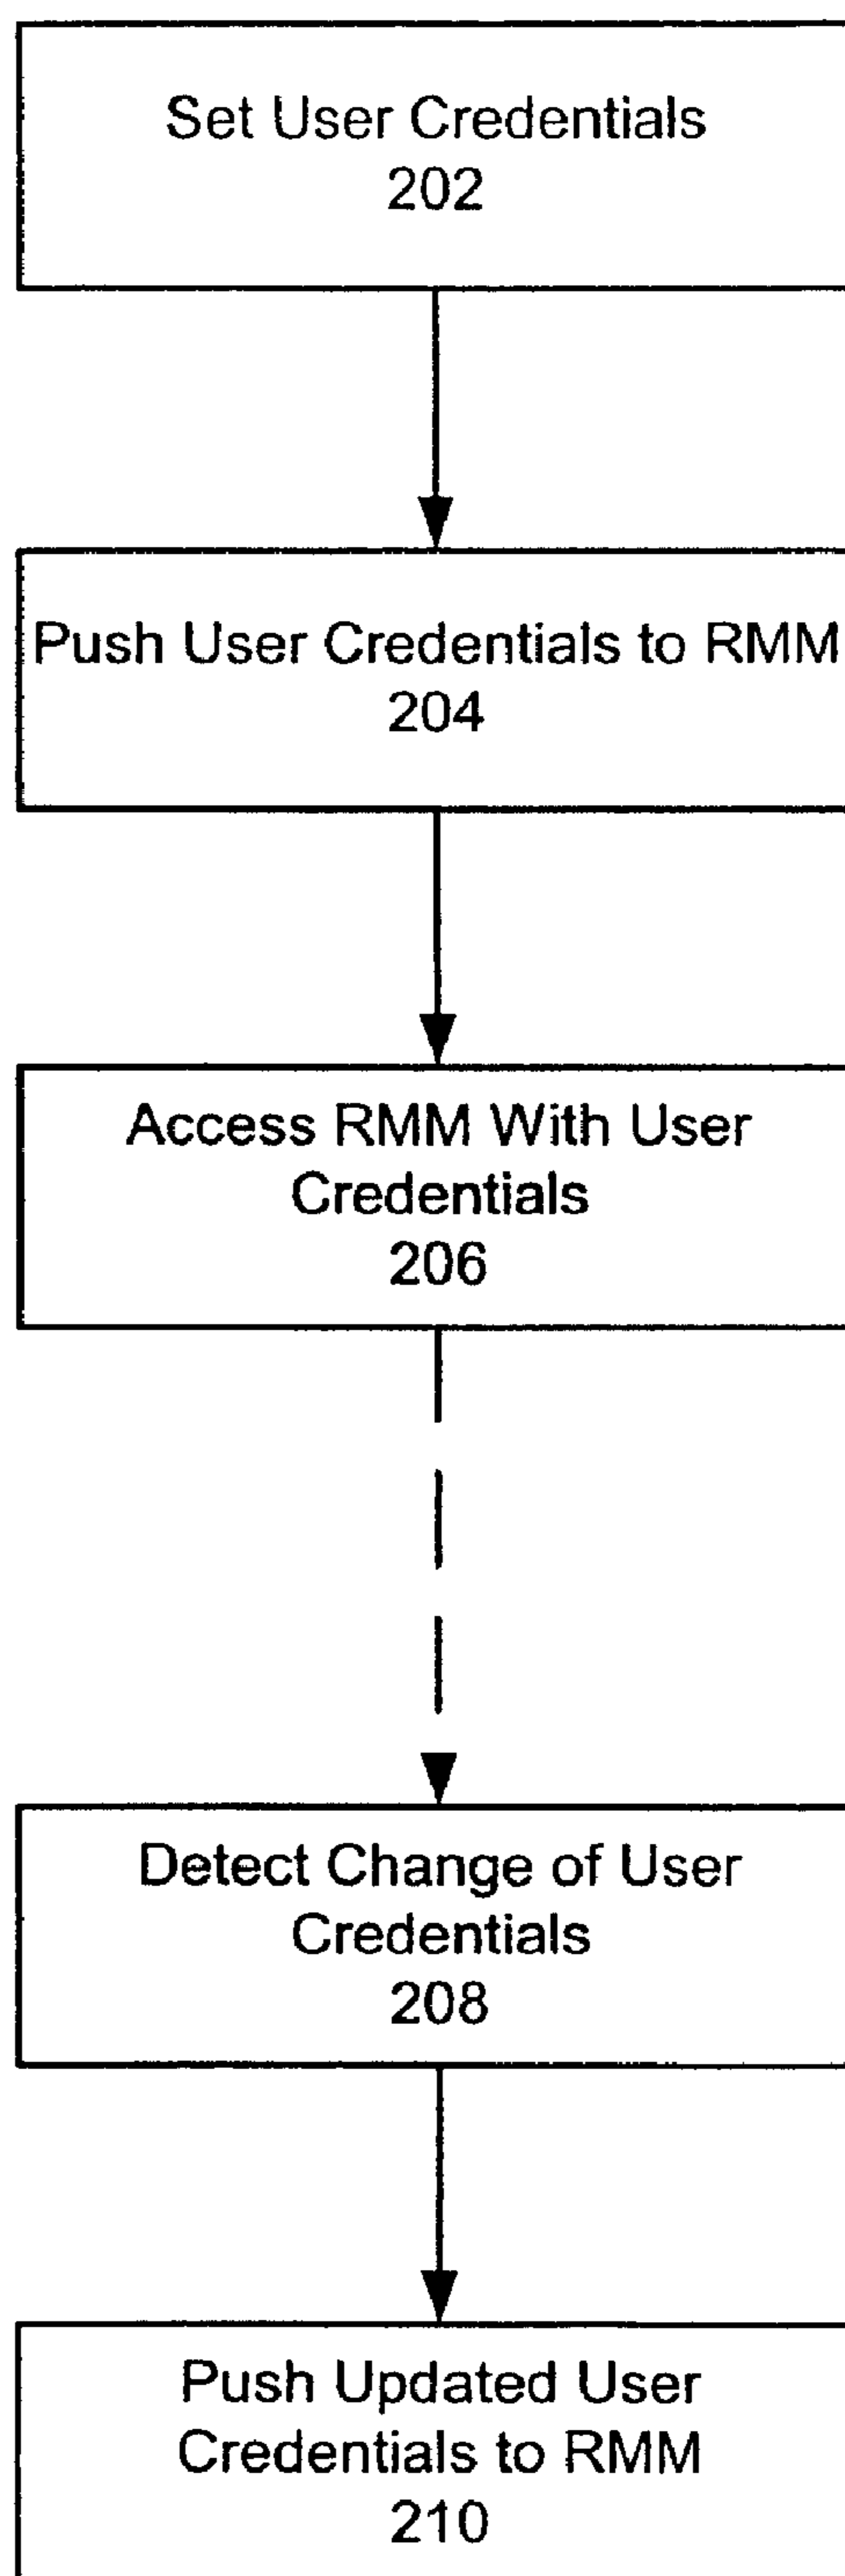 Set User Credentials
202
Push User Credentials to RMM
204
Access RMM With User
Credentials
206
Detect Change of User
Credentials
208
Push Updated User
Credentials to RMM
210